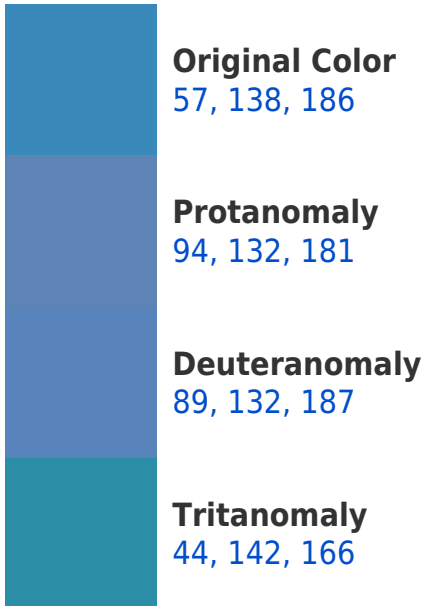 Original Color
57, 138, 186
Protanomaly
94, 132, 181
Deuteranomaly
89, 132, 187
Tritanomaly
44, 142, 166